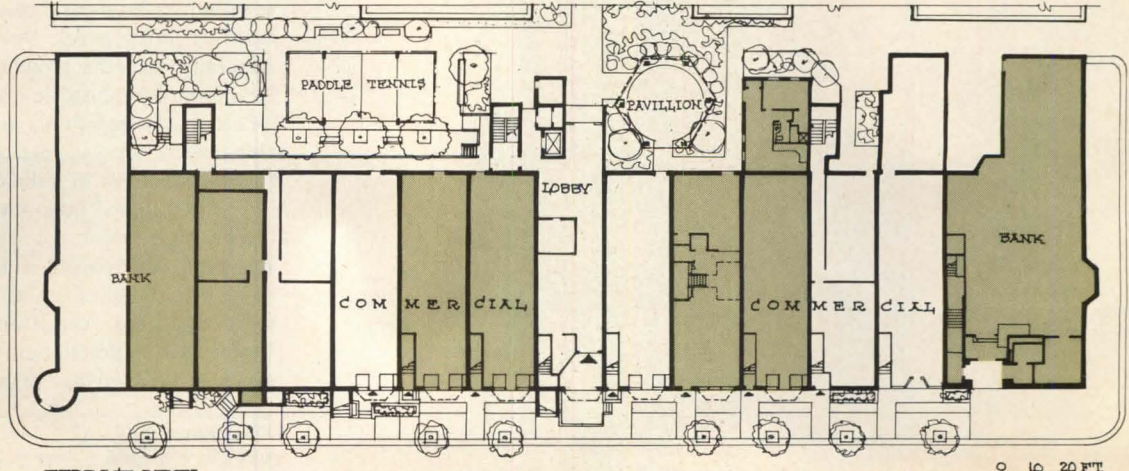 PADDLE TENNIS
PAVILLION
LOBBY
BANK
BANK
COM MER CIAL
COM MER CIAL
0 10 20 FT.